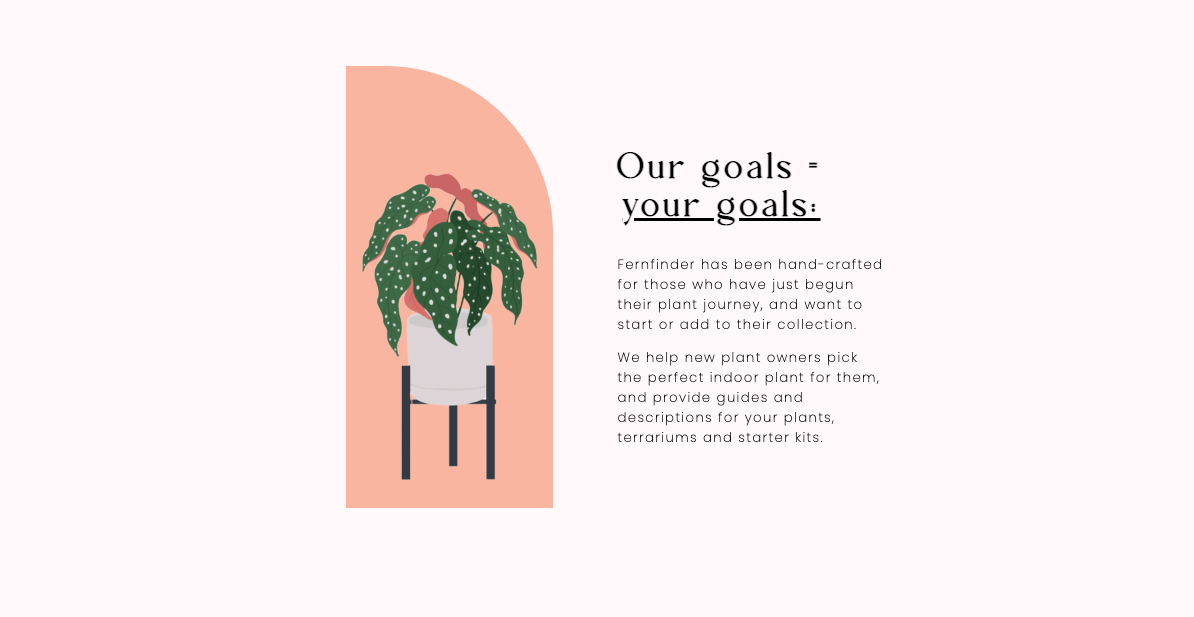 Our goals =
your goals:
Fernfinder has been hand-crafted
for those who have just begun
their plant journey, and want to
start or add to their collection.
We help new plant owners pick
the perfect indoor plant for them,
and provide guides and
descriptions for your plants,
terrariums and starter kits.